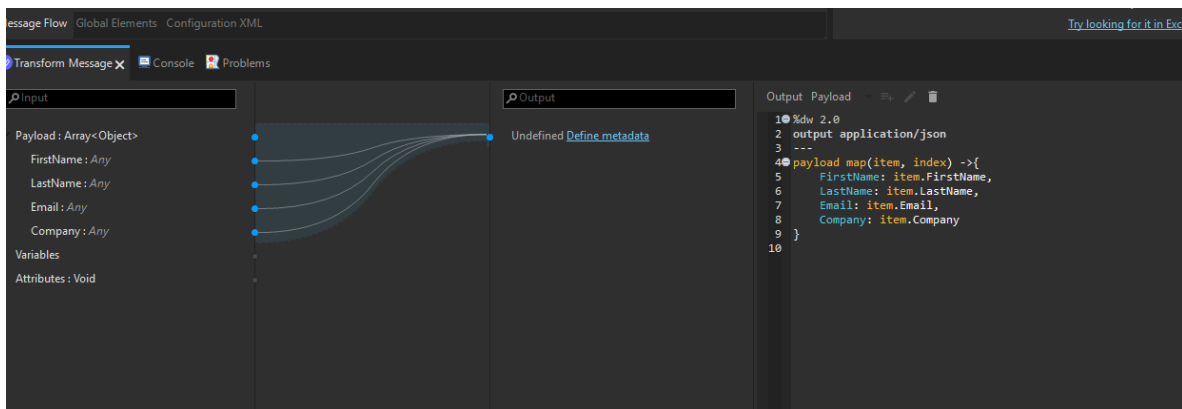 essage Flow Global Elements Configuration XML
Try looking for it in Exc
Transform Message Console Problems
Input
Output
Output Payload
Payload : Array<Object>
FirstName : Any
LastName : Any
Email : Any
Company : Any
Variables
Attributes : Void
Undefined Define metadata
1 %dw 2.0
2 output application/json
3 ---
4 payload map(item, index) ->{
5 FirstName: item.FirstName,
6 LastName: item.LastName,
7 Email: item.Email,
8 Company: item.Company
9 }
10